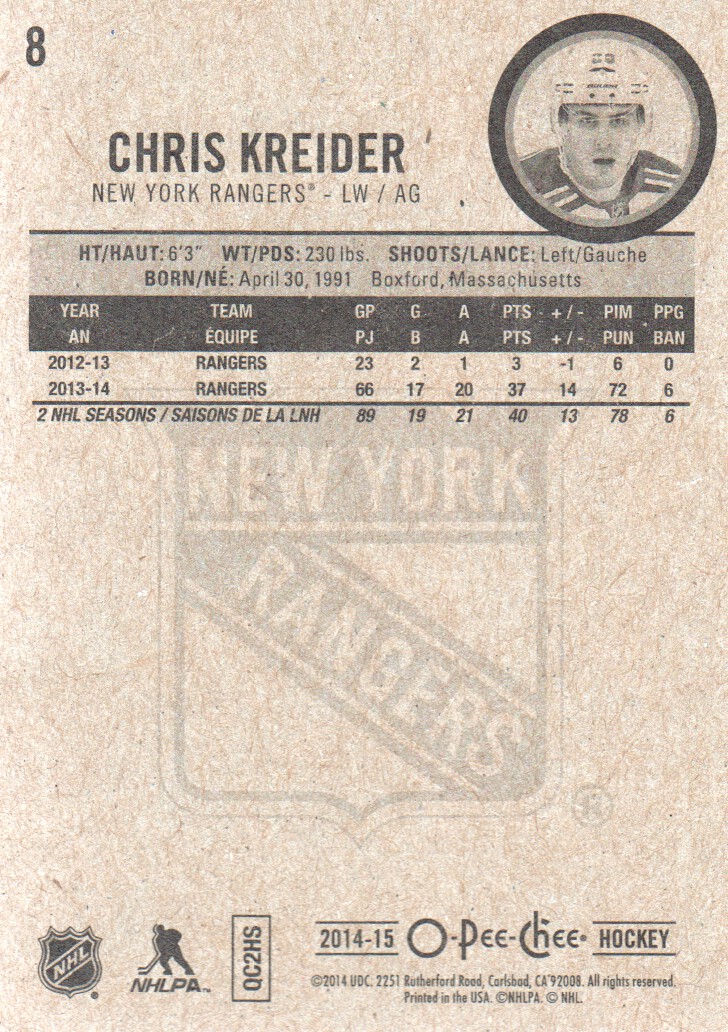 8
CHRIS KREIDER
NEW YORK RANGERS® - LW / AG
HT/HAUT: 6'3" WT/PDS: 230 lbs. SHOOTS/LANCE: Left/Gauche
BORN/NÉ: April 30, 1991 Boxford, Massachusetts
YEAR TEAM GP G A PTS + / - PIM PPG
AN ÉQUIPE PJ B A PTS + / - PUN BAN
2012-13 RANGERS 23 2 1 3 -1 6 0
2013-14 RANGERS 66 17 20 37 14 72 6
2 NHL SEASONS / SAISONS DE LA LNH 89 19 21 40 13 78 6
NEW YORK
RANGERS
®
NHL
NHLPA™
QC2HS
2014-15 O-Pee-Chee® HOCKEY
©2014 UDC. 2251 Rutherford Road, Carlsbad, CA 92008. All rights reserved.
Printed in the USA. ©NHLPA. © NHL.